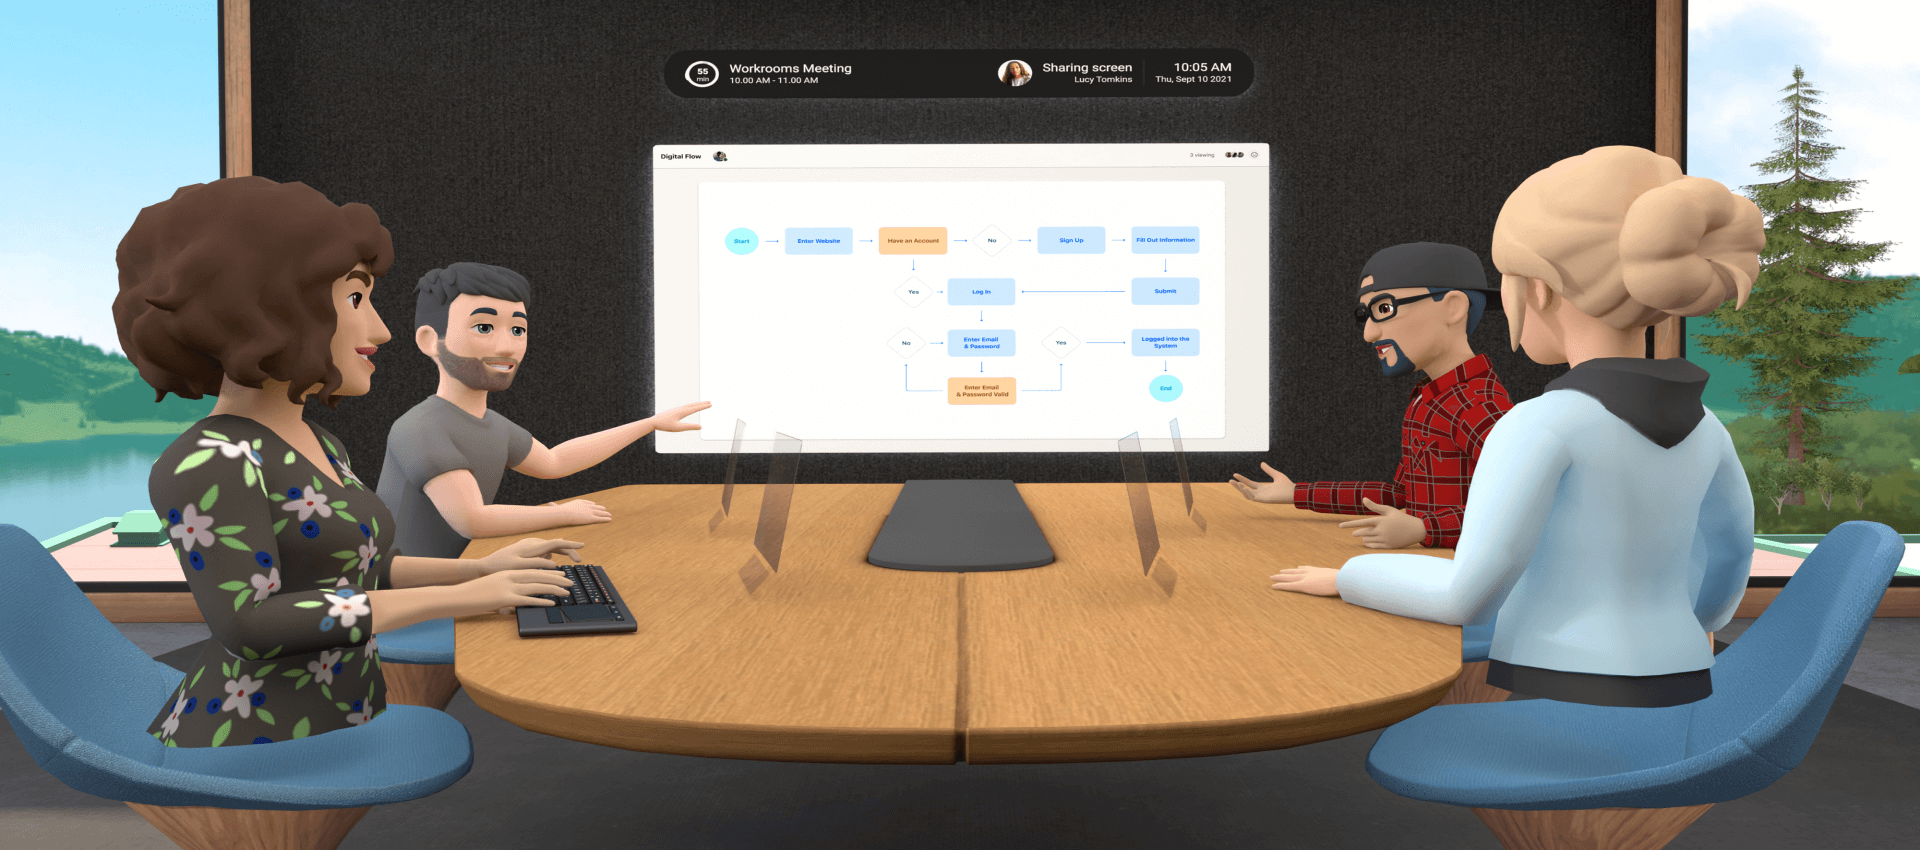 55
min
Workrooms Meeting
10.00 AM - 11.00 AM
Sharing screen
Lucy Tomkins
10:05 AM
Thu, Sept 10 2021
Digital Flow
3 viewing
Start
Enter Website
Have an Account
No
Sign Up
Fill Out Information
Yes
Log In
Submit
No
Enter Email
& Password
Yes
Logged Into the
System
Enter Email
& Password Valid
End